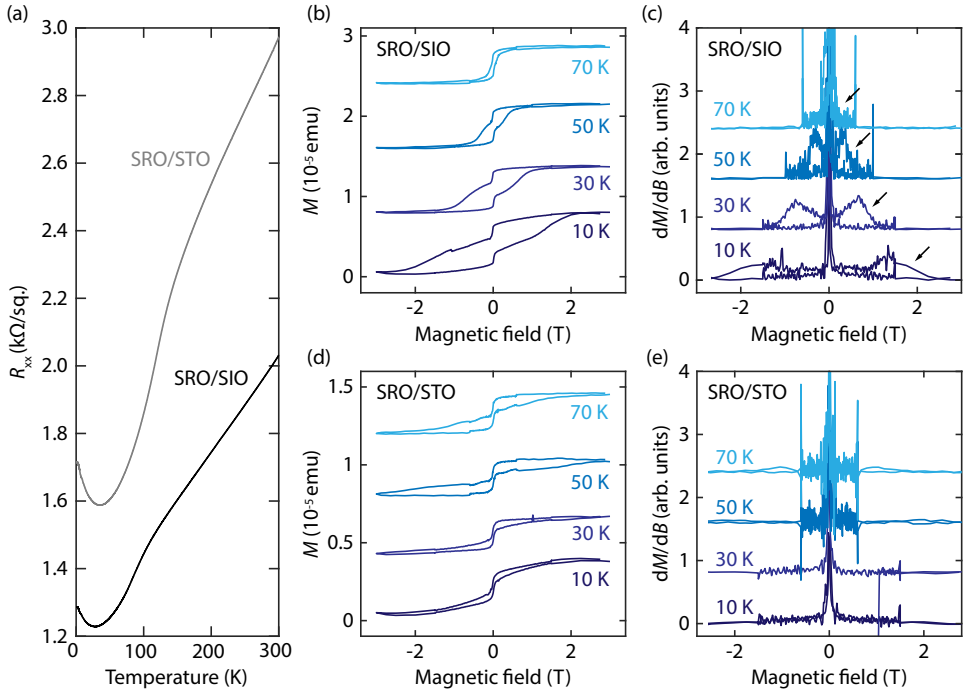 (a)
3.0
2.8
2.6
2.4
2.2
2.0
1.8
1.6
1.4
1.2
Rxx (kΩ/sq.)
SRO/STO
SRO/SIO
0
100
200
300
Temperature (K)
(b)
SRO/SIO
3
2
1
0
M (10-5 emu)
70 K
50 K
30 K
10 K
-2
0
2
Magnetic field (T)
(c)
SRO/SIO
4
3
2
1
0
dM/dB (arb. units)
70 K
50 K
30 K
10 K
-2
0
2
Magnetic field (T)
(d)
SRO/STO
1.5
1
0.5
0
M (10-5 emu)
70 K
50 K
30 K
10 K
-2
0
2
Magnetic field (T)
(e)
SRO/STO
4
3
2
1
0
dM/dB (arb. units)
70 K
50 K
30 K
10 K
-2
0
2
Magnetic field (T)